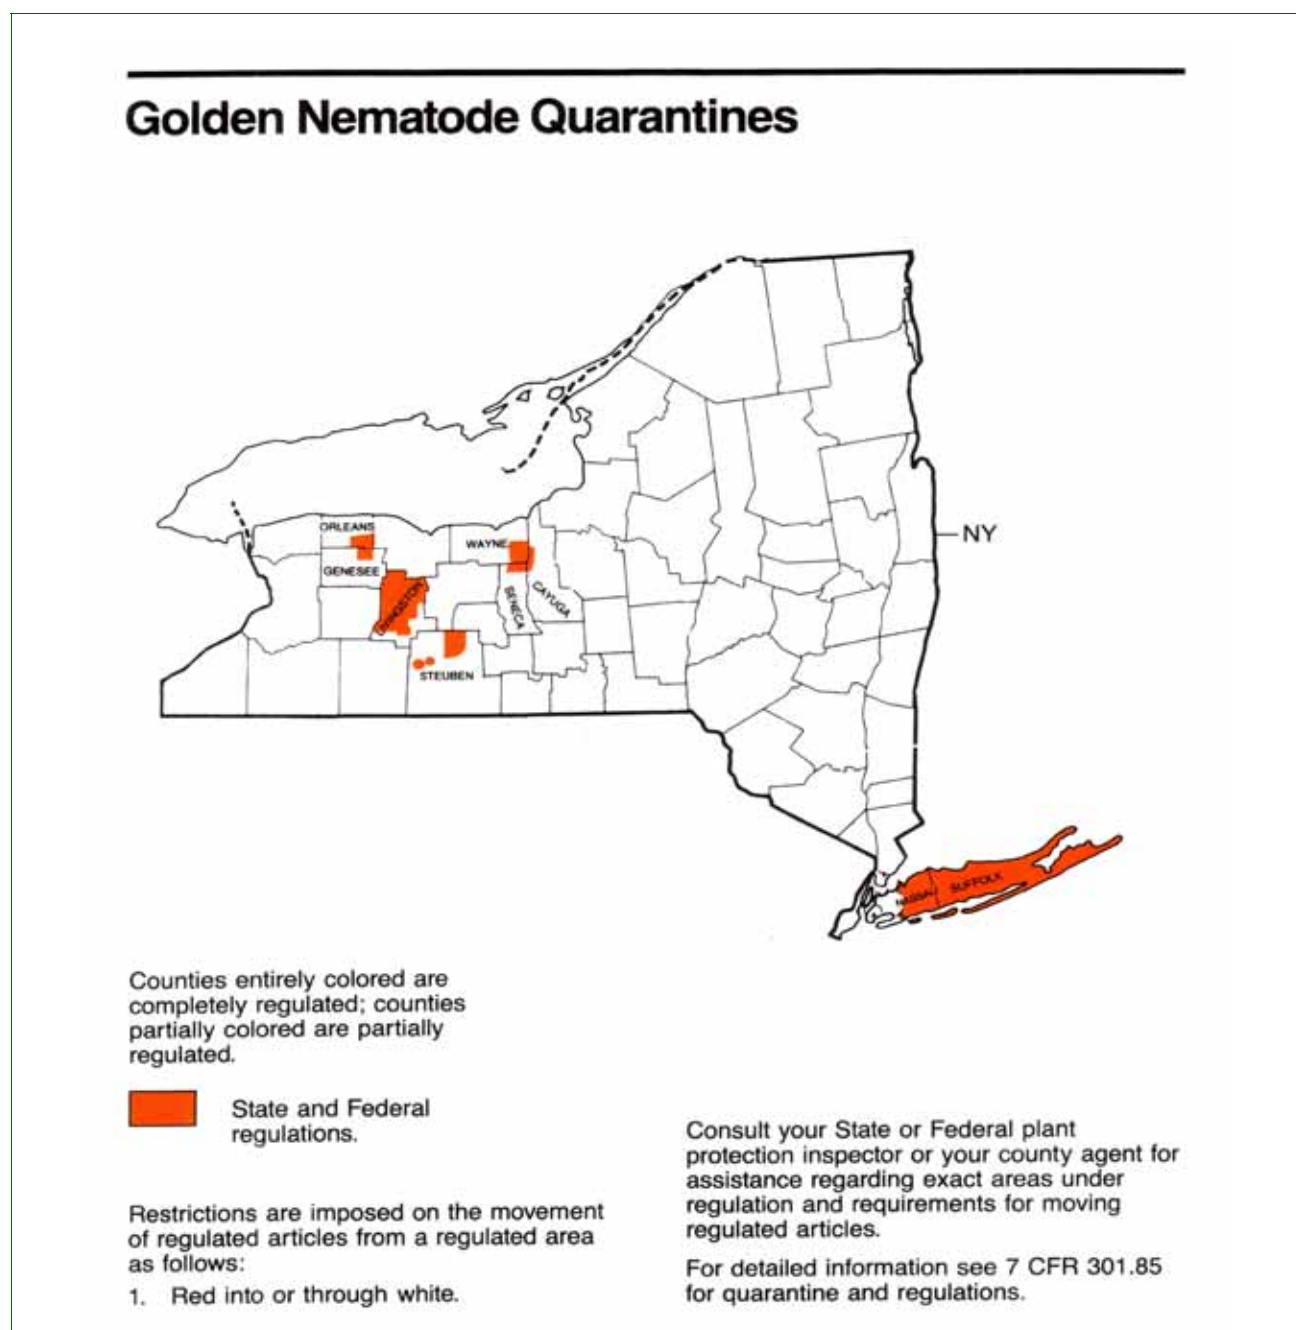 Golden Nematode Quarantines
NY
ORLEANS
WAYNE
GENESEE
LIVINGSTON
SENECA
CAYUGA
STEUBEN
NASSAU
SUFFOLK
Counties entirely colored are
completely regulated; counties
partially colored are partially
regulated.
State and Federal
regulations.
Restrictions are imposed on the movement
of regulated articles from a regulated area
as follows:
1. Red into or through white.
Consult your State or Federal plant
protection inspector or your county agent for
assistance regarding exact areas under
regulation and requirements for moving
regulated articles.
For detailed information see 7 CFR 301.85
for quarantine and regulations.